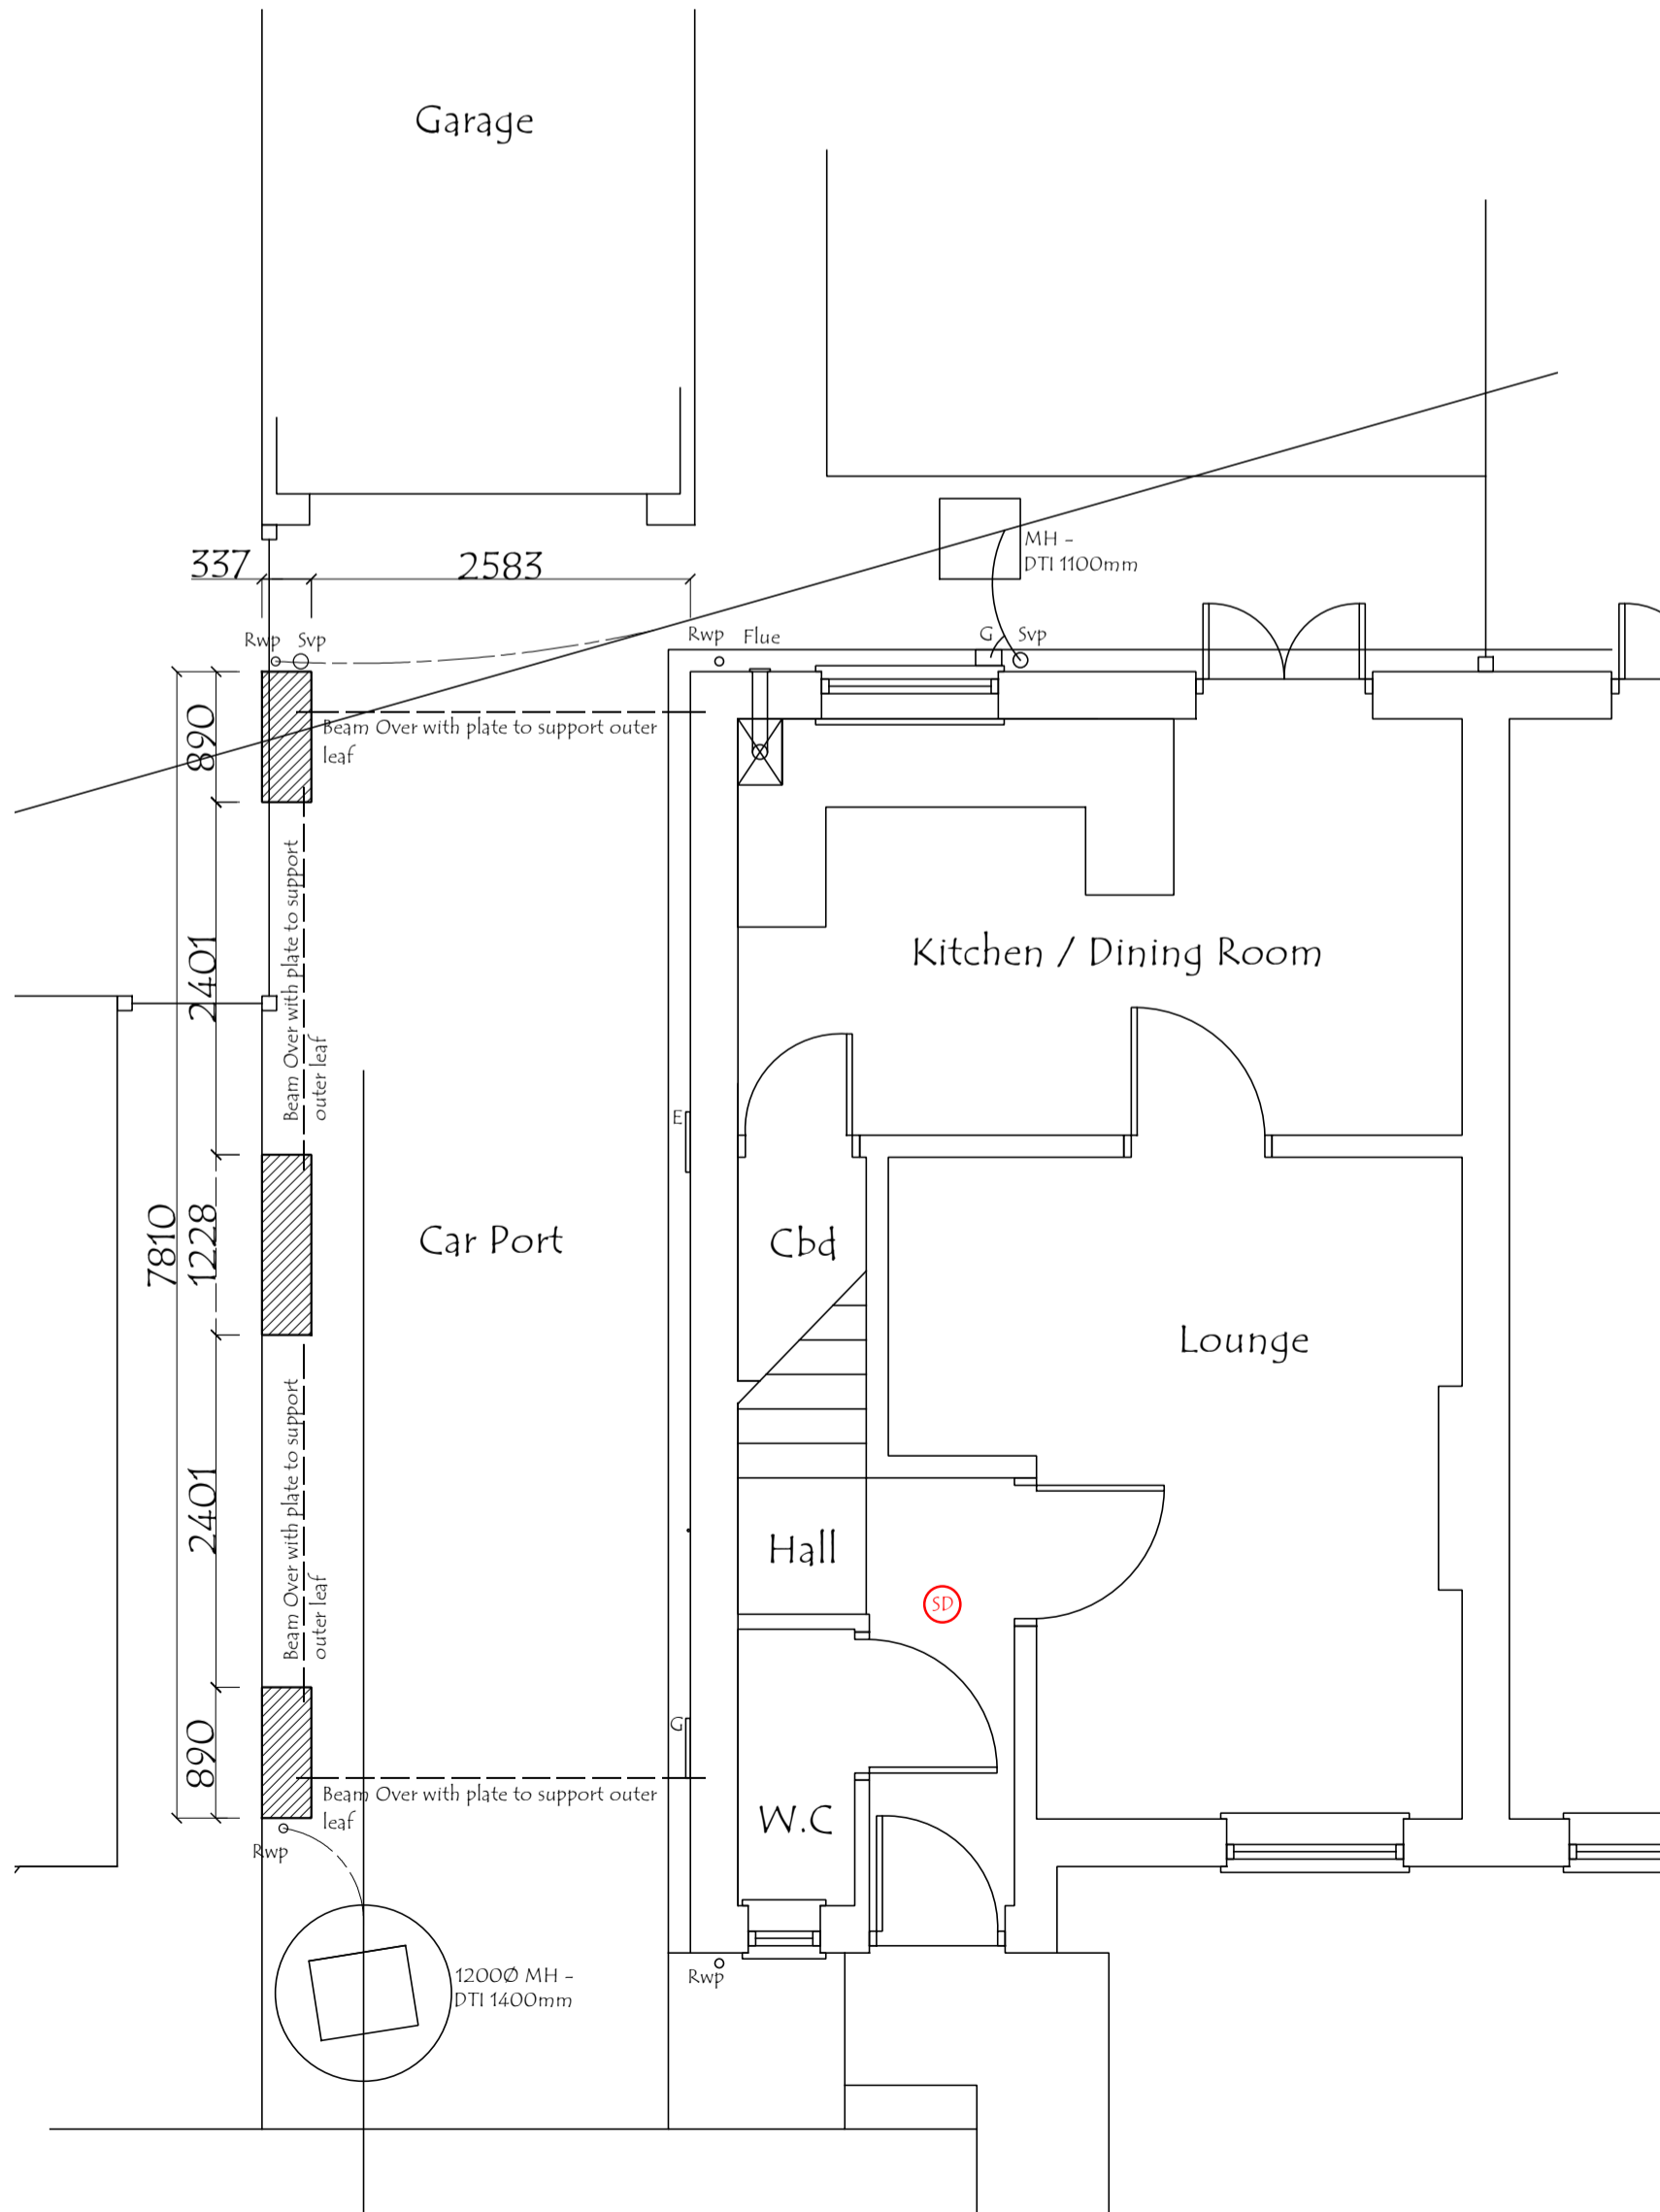 Garage
MH -
DTI 1100mm
337
2583
Rwp
Svp
Rwp
Flue
G
Svp
890
Beam Over with plate to support outer
leaf
2401
Beam Over with plate to support
outer leaf
Kitchen / Dining Room
E
7810
1228
Car Port
Cbd
Lounge
2401
Beam Over with plate to support
outer leaf
Hall
SD
G
890
Beam Over with plate to support outer
leaf
W.C
Rwp
1200Ø MH -
DTI 1400mm
Rwp